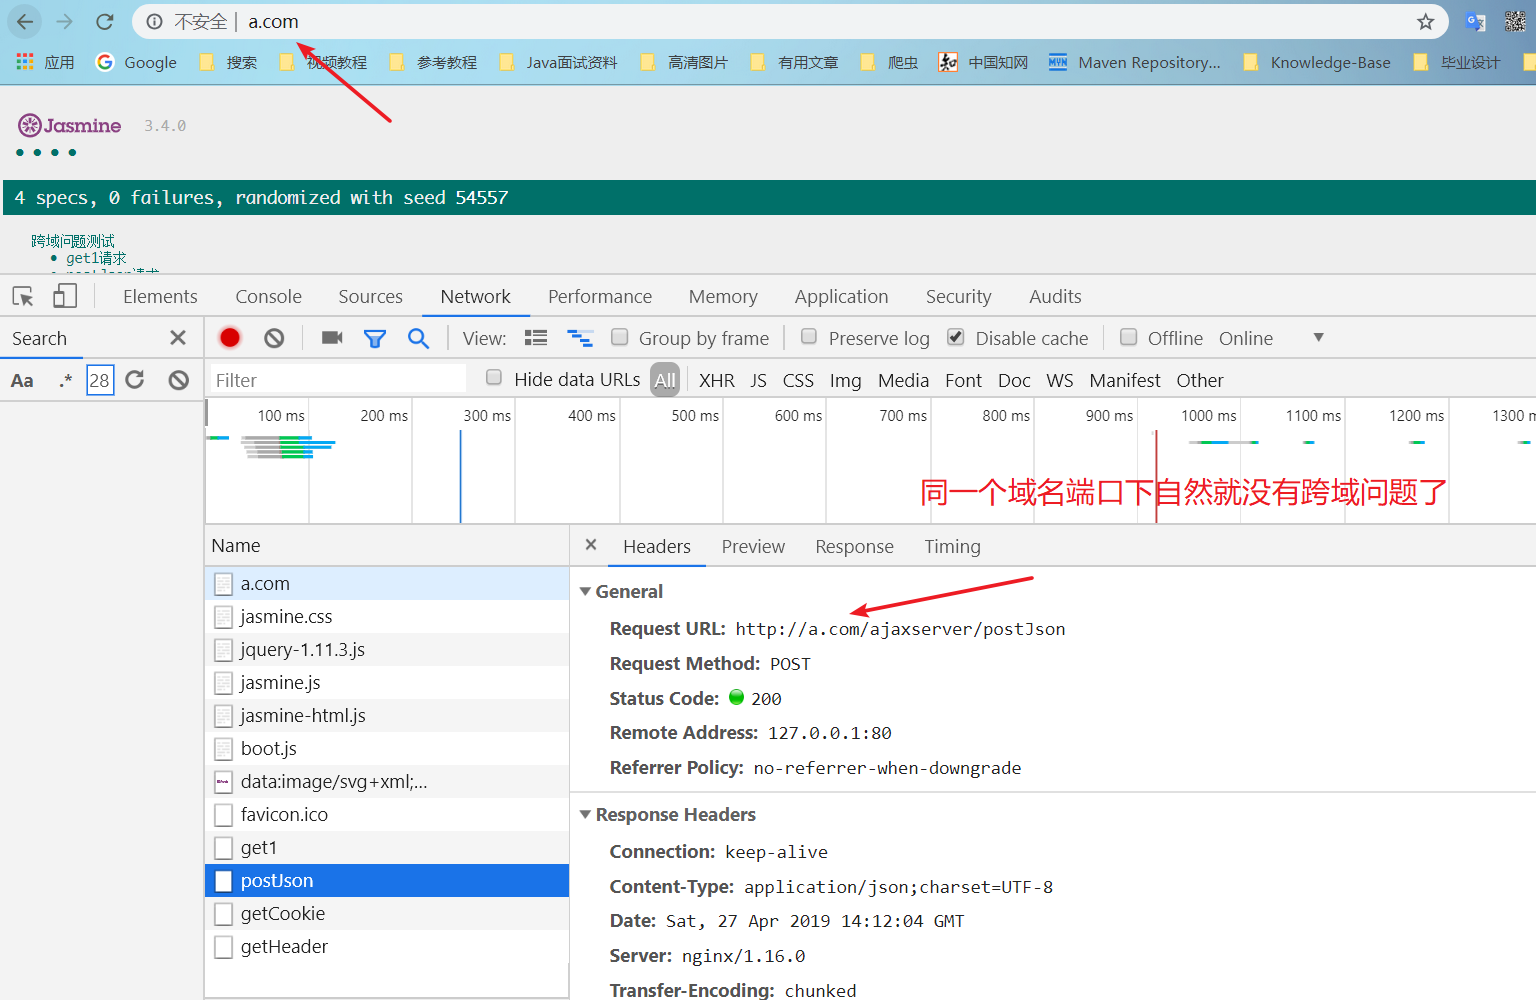 不安全 | a.com
应用 Google 搜索 视频教程 参考教程 Java面试资料 高清图片 有用文章 爬虫 中国知网 Maven Repository... Knowledge-Base 毕业设计
Jasmine 3.4.0
4 specs, 0 failures, randomized with seed 54557
跨域问题测试
• get1请求
• postJson请求
Elements Console Sources Network Performance Memory Application Security Audits
Search View: Group by frame Preserve log Disable cache Offline Online
Aa .* 28 Filter Hide data URLs All XHR JS CSS Img Media Font Doc WS Manifest Other
100 ms 200 ms 300 ms 400 ms 500 ms 600 ms 700 ms 800 ms 900 ms 1000 ms 1100 ms 1200 ms 1300 m
同一个域名端口下自然就没有跨域问题了
Name
a.com
jasmine.css
jquery-1.11.3.js
jasmine.js
jasmine-html.js
boot.js
data:image/svg+xml;...
favicon.ico
get1
postJson
getCookie
getHeader
Headers Preview Response Timing
General
Request URL: http://a.com/ajaxserver/postJson
Request Method: POST
Status Code: 200
Remote Address: 127.0.0.1:80
Referrer Policy: no-referrer-when-downgrade
Response Headers
Connection: keep-alive
Content-Type: application/json;charset=UTF-8
Date: Sat, 27 Apr 2019 14:12:04 GMT
Server: nginx/1.16.0
Transfer-Encoding: chunked